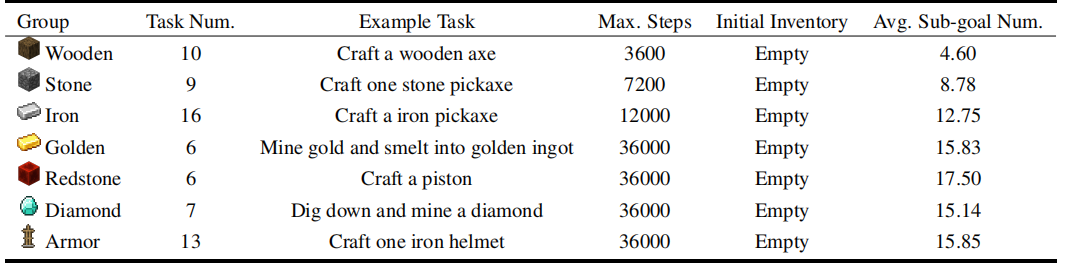 Group Task Num. Example Task Max. Steps Initial Inventory Avg. Sub-goal Num.
Wooden 10 Craft a wooden axe 3600 Empty 4.60
Stone 9 Craft one stone pickaxe 7200 Empty 8.78
Iron 16 Craft a iron pickaxe 12000 Empty 12.75
Golden 6 Mine gold and smelt into golden ingot 36000 Empty 15.83
Redstone 6 Craft a piston 36000 Empty 17.50
Diamond 7 Dig down and mine a diamond 36000 Empty 15.14
Armor 13 Craft one iron helmet 36000 Empty 15.85